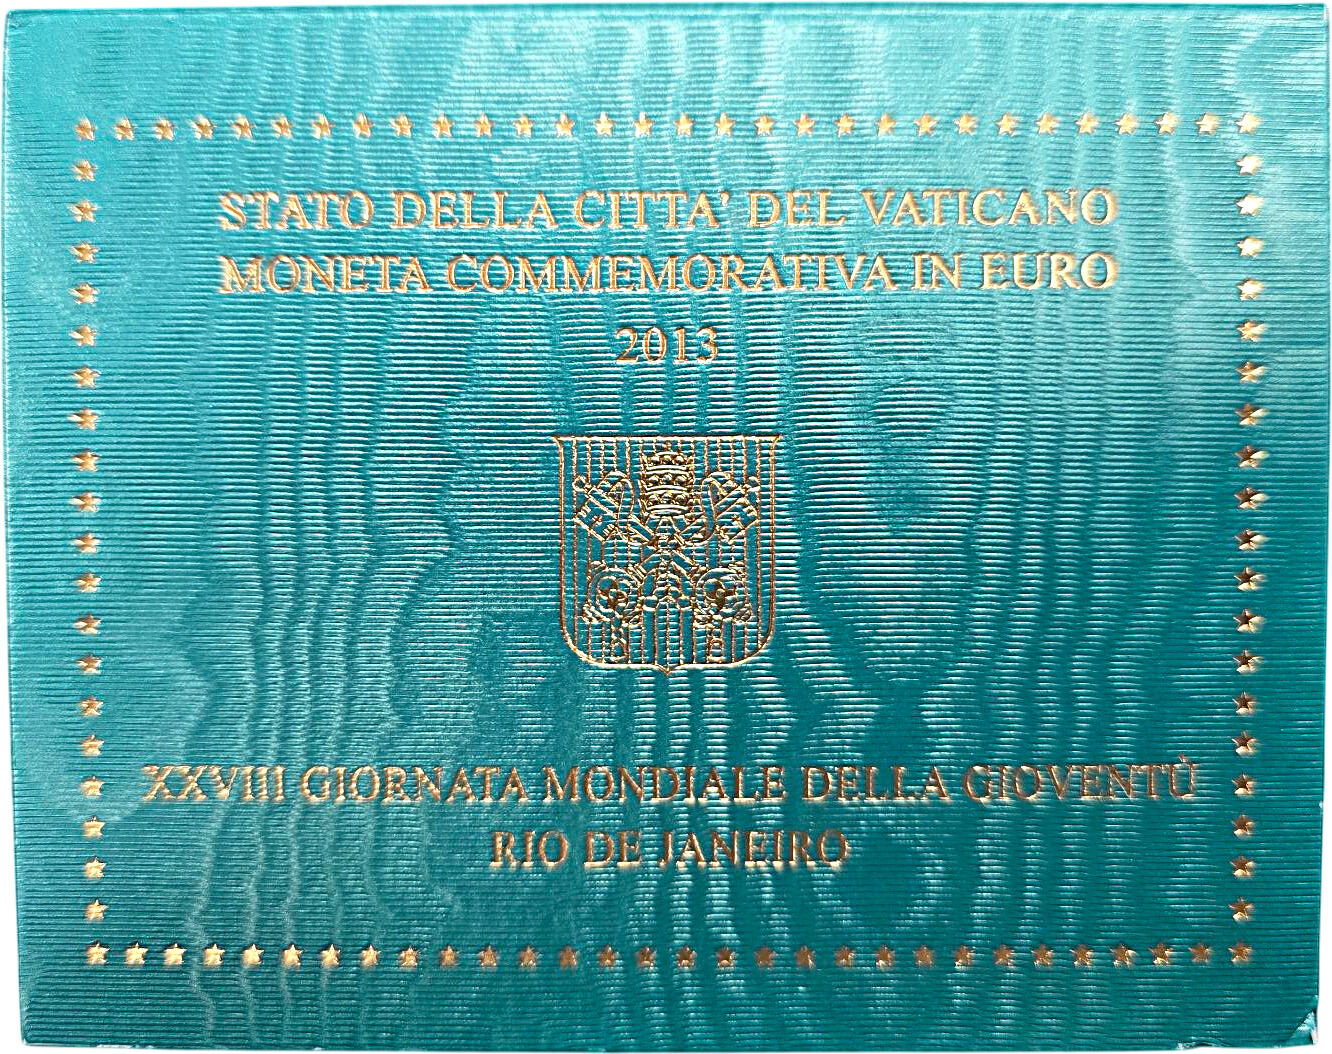 STATO DELLA CITTA' DEL VATICANO
MONETA COMMEMORATIVA IN EURO
2013
XXVIII GIORNATA MONDIALE DELLA GIOVENTÙ
RIO DE JANEIRO